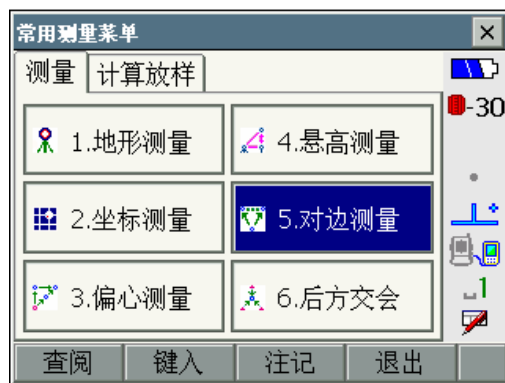 常用测量菜单
测量 计算放样
1.地形测量 4.悬高测量
-30
2.坐标测量 5.对边测量
3.偏心测量 6.后方交会
1
查阅 键入 注记 退出